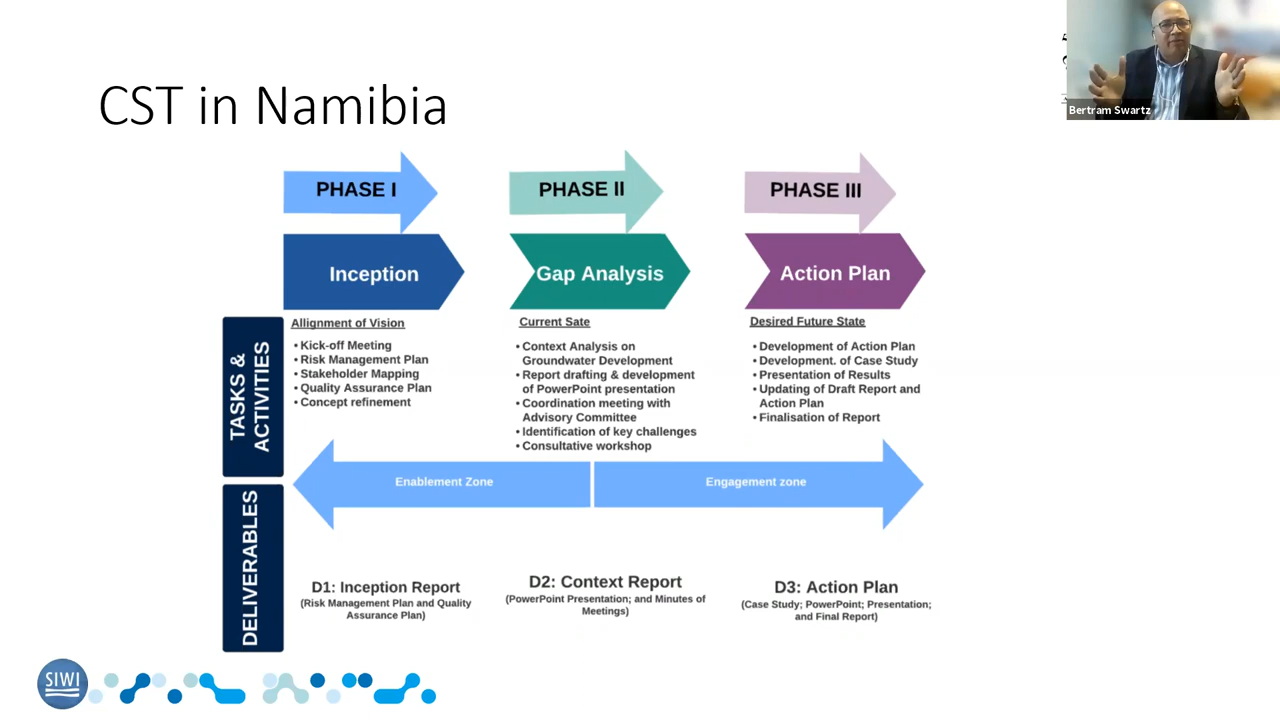 CST in Namibia
Bertram Swartz
PHASE I
PHASE II
PHASE III
Inception
Gap Analysis
Action Plan
TASKS &
ACTIVITIES
Allignment of Vision
• Kick-off Meeting
• Risk Management Plan
• Stakeholder Mapping
• Quality Assurance Plan
• Concept refinement
Current Sate
• Context Analysis on
Groundwater Development
• Report drafting & development
of PowerPoint presentation
• Coordination meeting with
Advisory Committee
• Identification of key challenges
• Consultative workshop
Desired Future State
• Development of Action Plan
• Development. of Case Study
• Presentation of Results
• Updating of Draft Report and
Action Plan
• Finalisation of Report
Enablement Zone
Engagement zone
DELIVERABLES
D1: Inception Report
(Risk Management Plan and Quality
Assurance Plan)
D2: Context Report
(PowerPoint Presentation; and Minutes of
Meetings)
D3: Action Plan
(Case Study; PowerPoint; Presentation;
and Final Report)
SIWI